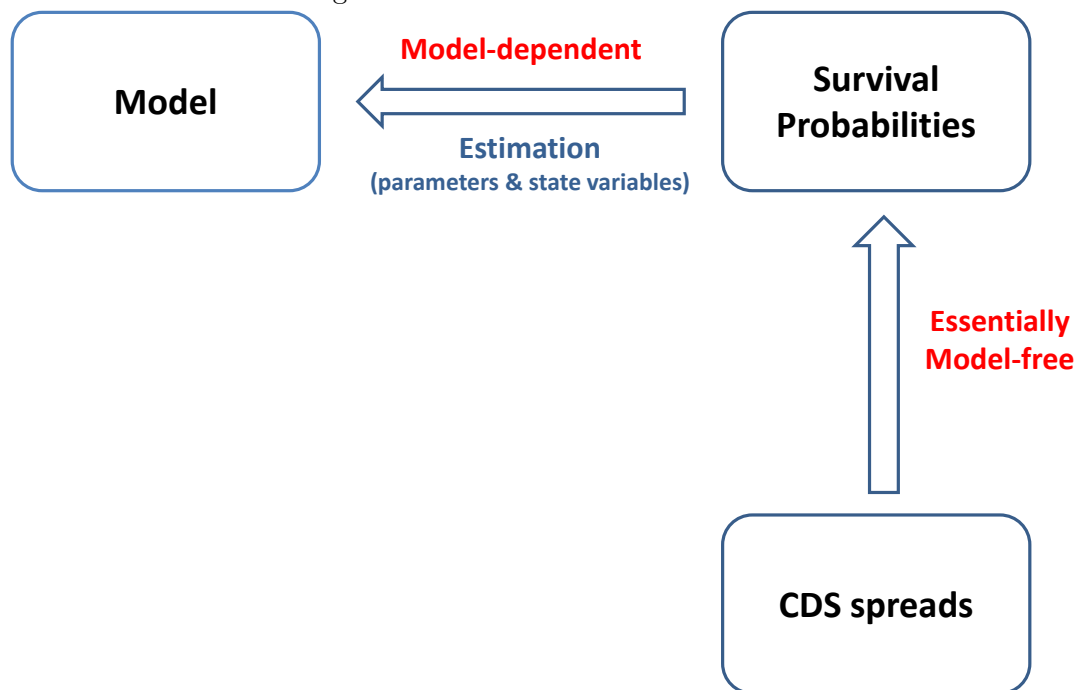 Model
Model-dependent
Estimation
(parameters & state variables)
Survival
Probabilities
Essentially
Model-free
CDS spreads